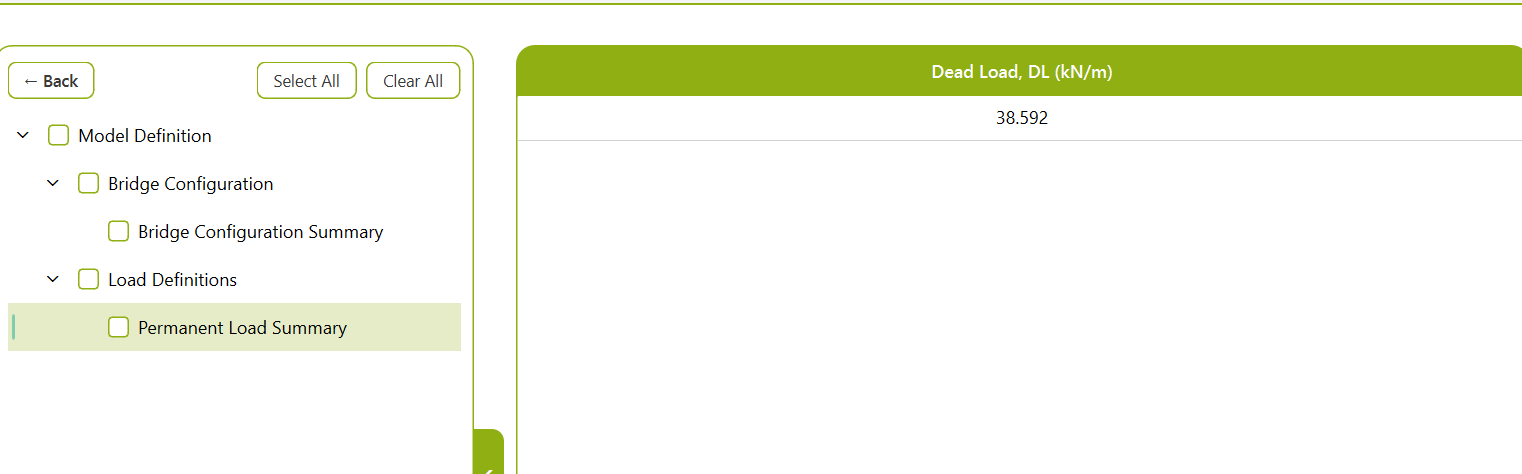 ← Back
Select All
Clear All
Model Definition
Bridge Configuration
Bridge Configuration Summary
Load Definitions
Permanent Load Summary
Dead Load, DL (kN/m)
38.592